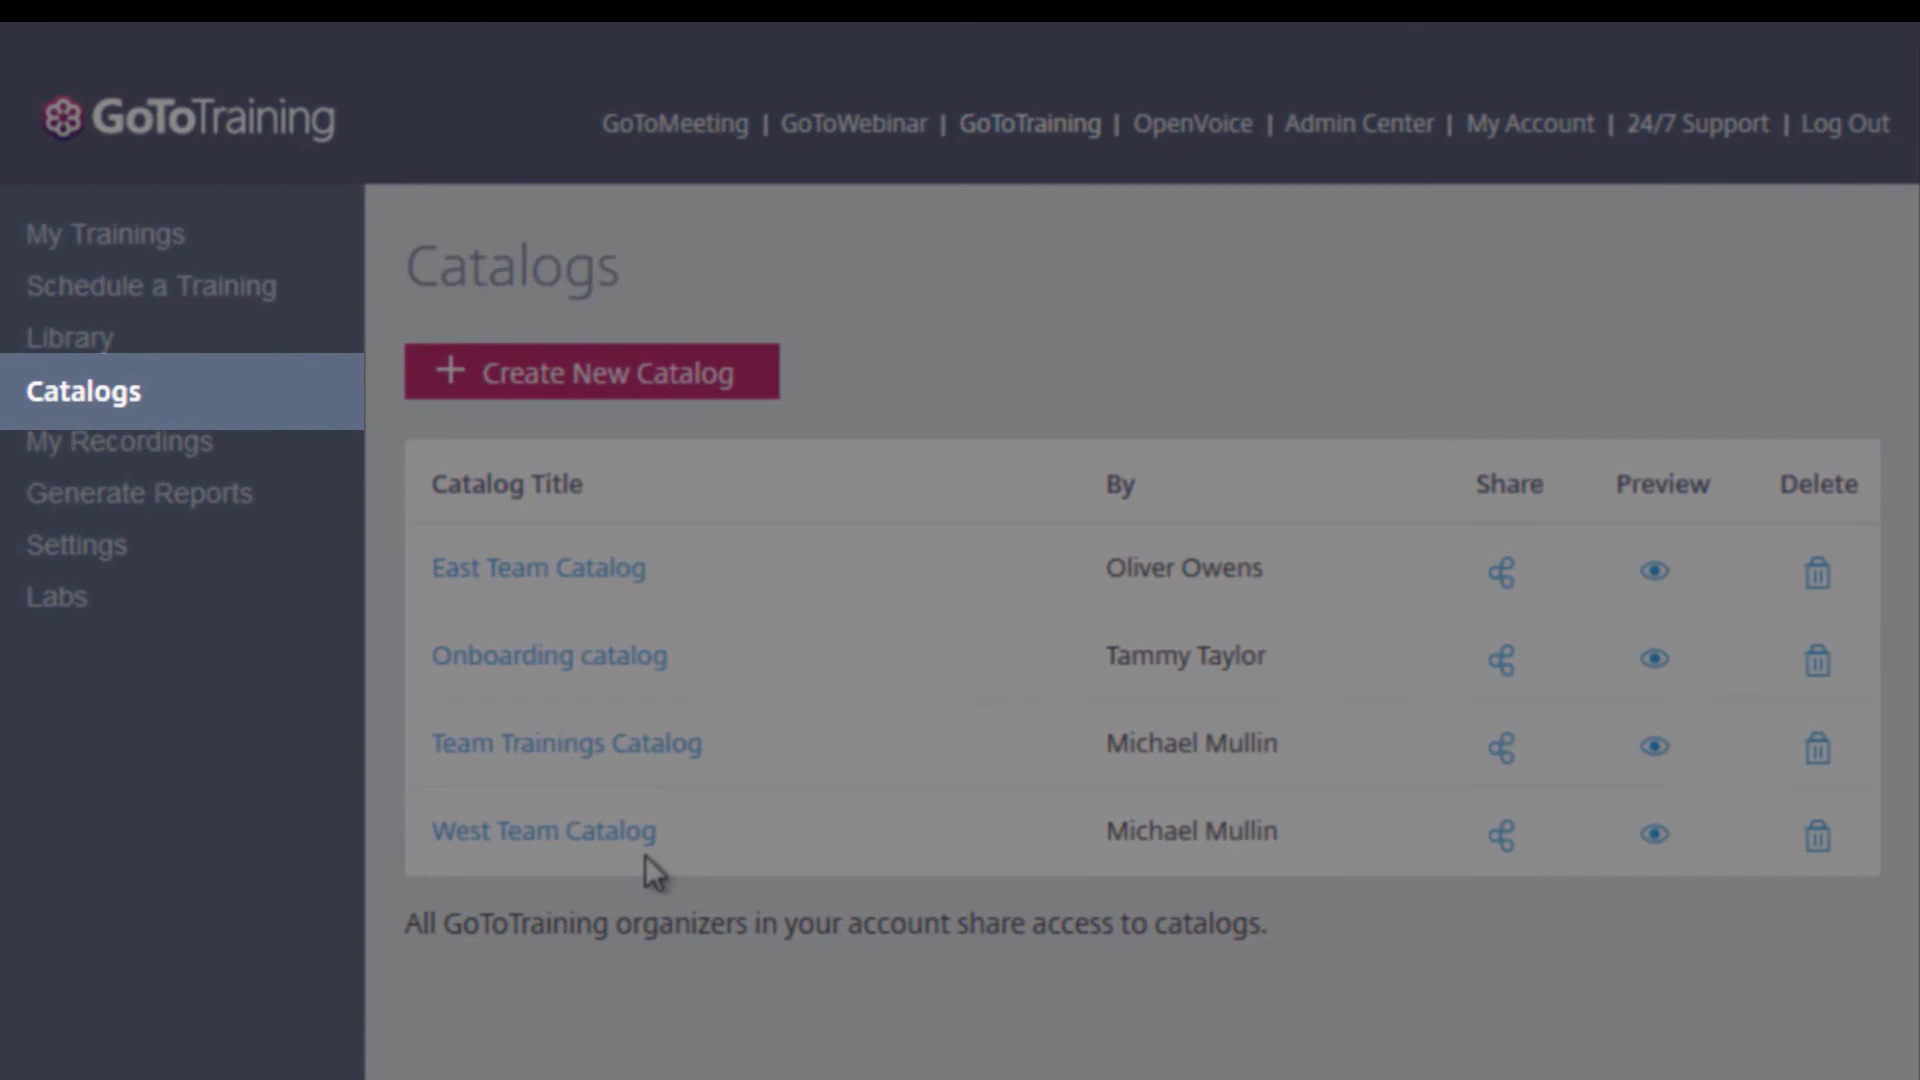 GoToTraining
GoToMeeting | GoToWebinar | GoToTraining | OpenVoice | Admin Center | My Account | 24/7 Support | Log Out
My Trainings
Schedule a Training
Library
Catalogs
My Recordings
Generate Reports
Settings
Labs
Catalogs
+ Create New Catalog
Catalog Title By Share Preview Delete
East Team Catalog Oliver Owens
Onboarding catalog Tammy Taylor
Team Trainings Catalog Michael Mullin
West Team Catalog Michael Mullin
All GoToTraining organizers in your account share access to catalogs.